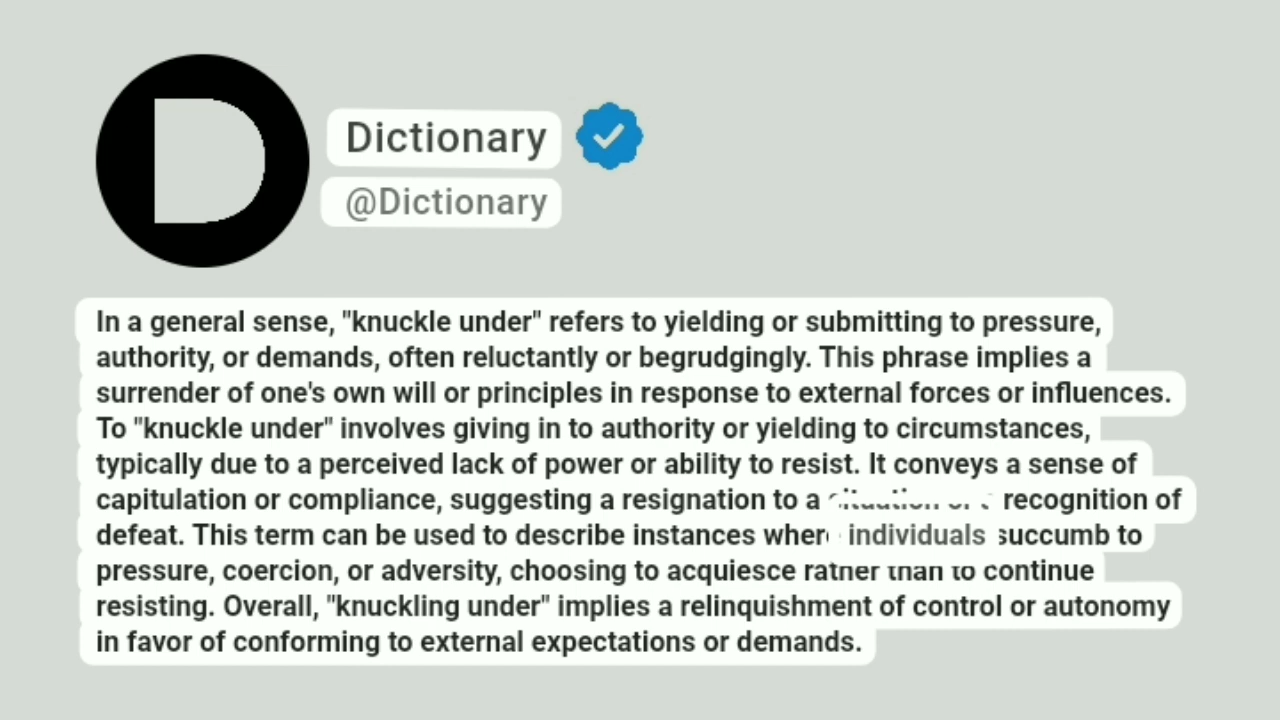 D
Dictionary
@Dictionary
In a general sense, "knuckle under" refers to yielding or submitting to pressure,
authority, or demands, often reluctantly or begrudgingly. This phrase implies a
surrender of one's own will or principles in response to external forces or influences.
To "knuckle under" involves giving in to authority or yielding to circumstances,
typically due to a perceived lack of power or ability to resist. It conveys a sense of
capitulation or compliance, suggesting a resignation to a situation or recognition of
defeat. This term can be used to describe instances where individuals succumb to
pressure, coercion, or adversity, choosing to acquiesce rather than to continue
resisting. Overall, "knuckling under" implies a relinquishment of control or autonomy
in favor of conforming to external expectations or demands.